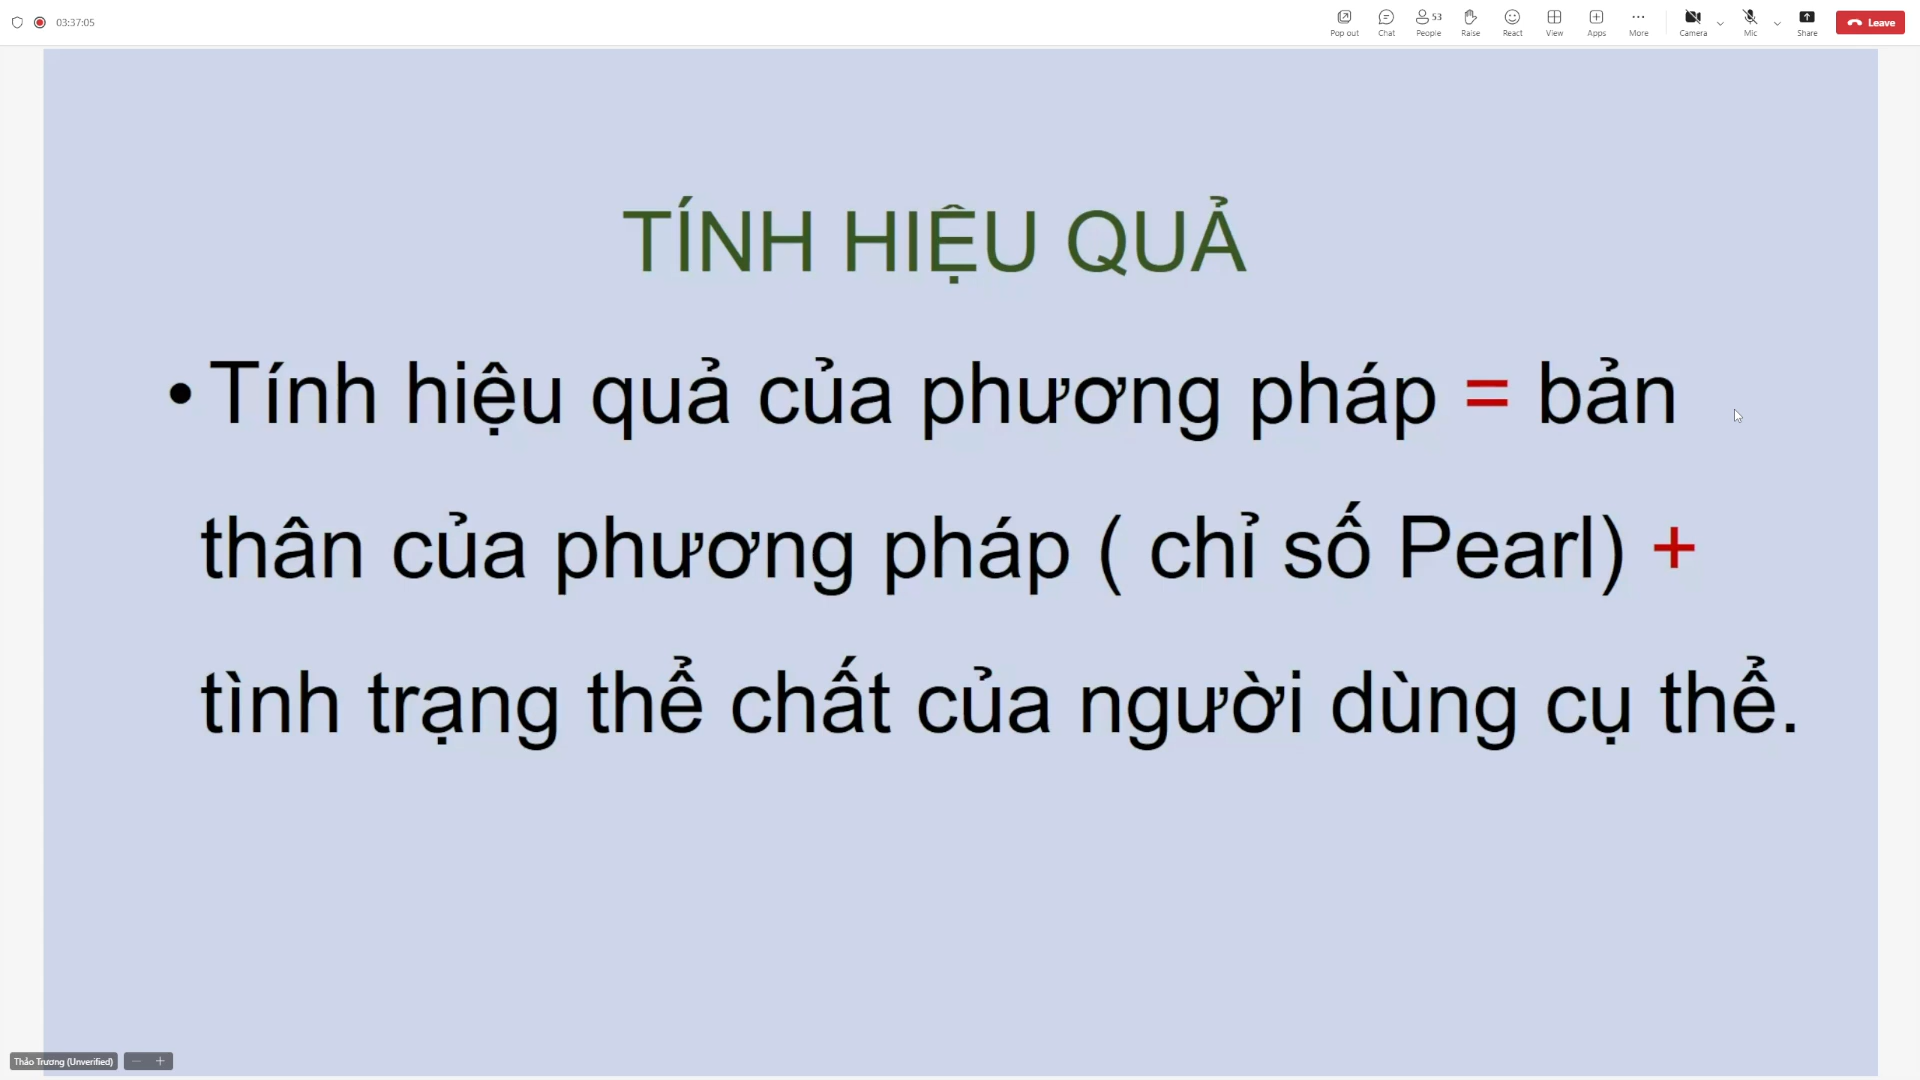 03:37:05
Pop out Chat 53 People Raise React View Apps More Camera Mic Share Leave
TÍNH HIỆU QUẢ
• Tính hiệu quả của phương pháp = bản
thân của phương pháp ( chỉ số Pearl) +
tình trạng thể chất của người dùng cụ thể.
Thảo Trương (Unverified)